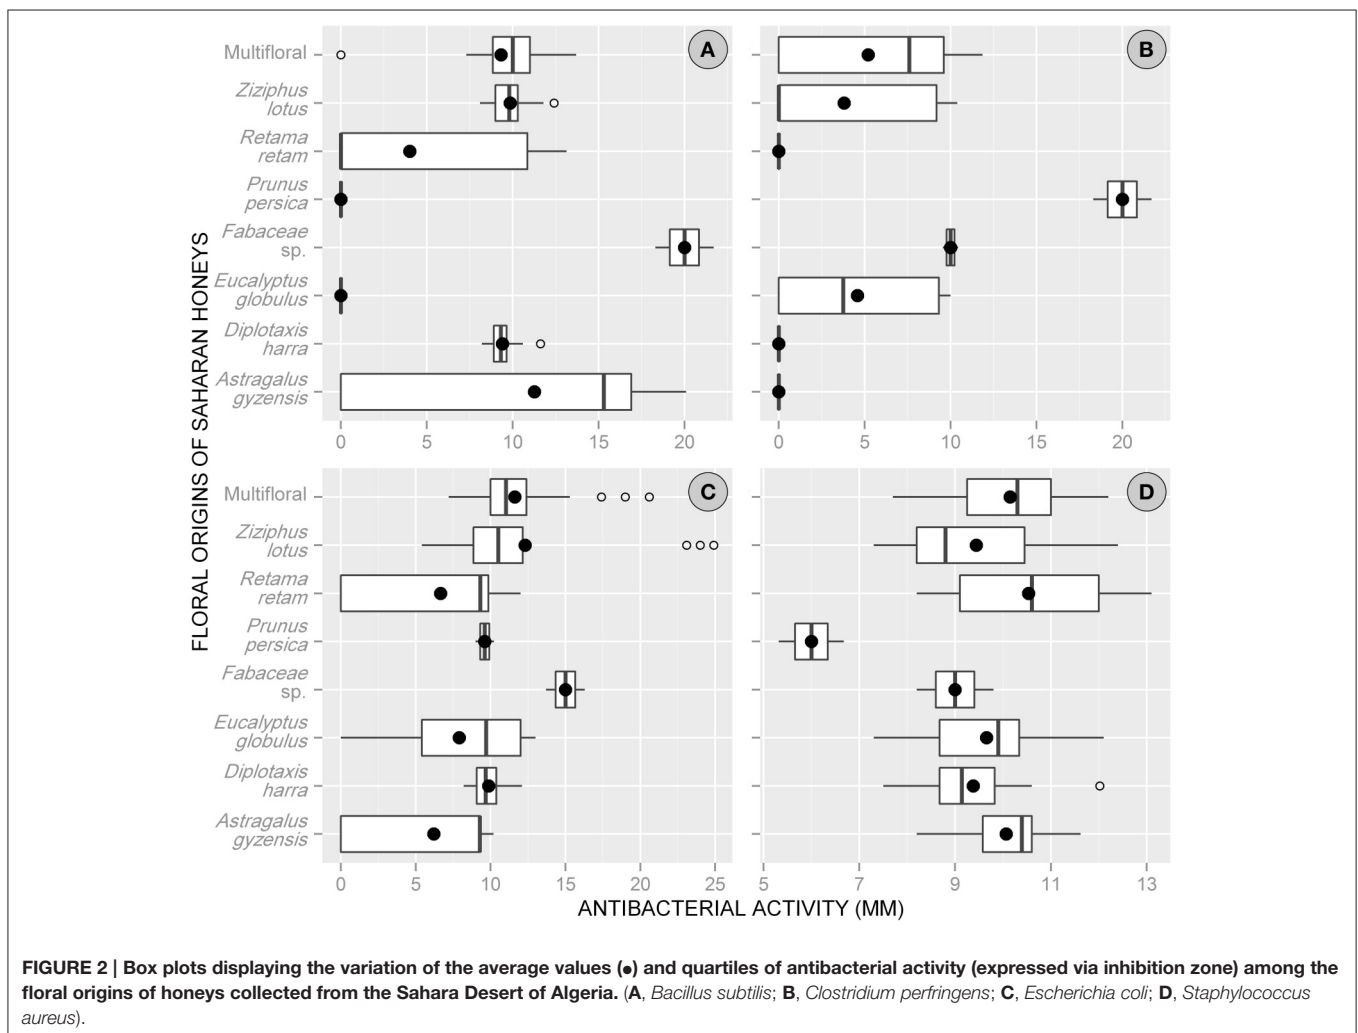 FLORAL ORIGINS OF SAHARAN HONEYS
Multifloral
Ziziphus
lotus
Retama
retam
Prunus
persica
Fabaceae
sp.
Eucalyptus
globulus
Diplotaxis
harra
Astragalus
gyzensis
A
0 5 10 15 20
B
0 5 10 15 20
Multifloral
Ziziphus
lotus
Retama
retam
Prunus
persica
Fabaceae
sp.
Eucalyptus
globulus
Diplotaxis
harra
Astragalus
gyzensis
C
0 5 10 15 20 25
D
5 7 9 11 13
ANTIBACTERIAL ACTIVITY (MM)
FIGURE 2 | Box plots displaying the variation of the average values (●) and quartiles of antibacterial activity (expressed via inhibition zone) among the
floral origins of honeys collected from the Sahara Desert of Algeria. (A, Bacillus subtilis; B, Clostridium perfringens; C, Escherichia coli; D, Staphylococcus
aureus).